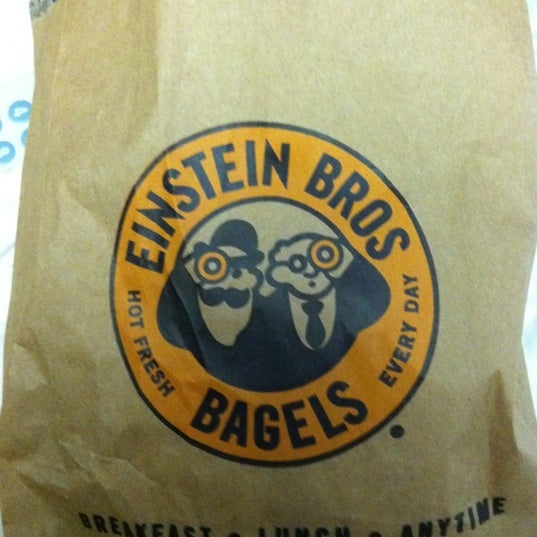 EINSTEIN BROS
HOT FRESH
EVERY DAY
BAGELS
BREAKFAST • LUNCH • ANYTIME